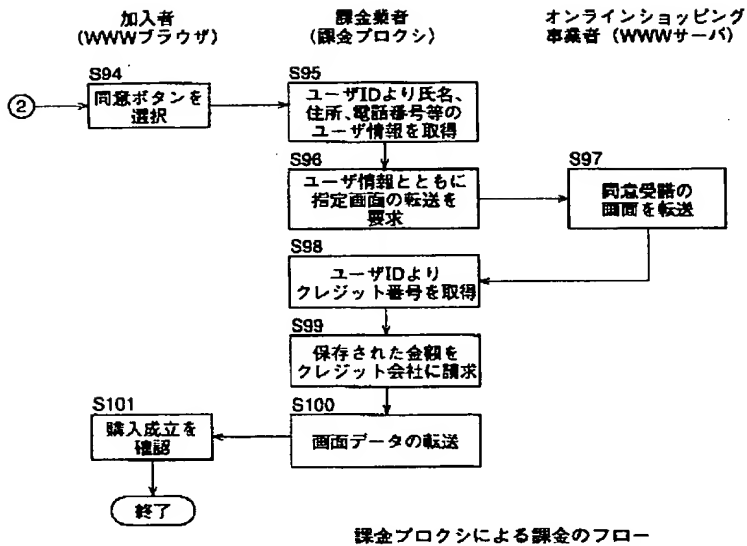 加入者
(WWWブラウザ)
課金業者
(課金プロクシ)
オンラインショッピング
事業者 (WWWサーバ)
②
S94
同意ボタンを
選択
S95
ユーザIDより氏名、
住所、電話番号等の
ユーザ情報を取得
S96
ユーザ情報とともに
指定画面の転送を
要求
S97
同意受諾の
画面を転送
S98
ユーザIDより
クレジット番号を取得
S99
保存された金額を
クレジット会社に請求
S100
画面データの転送
S101
購入成立を
確認
終了
課金プロクシによる課金のフロー